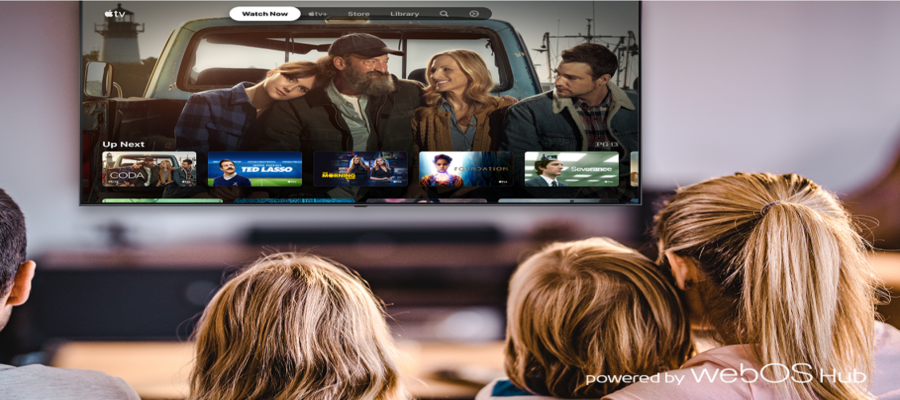 tv
Watch Now
tv+
Store
Library
Up Next
PG-13
CODA
TED LASSO
THE MORNING SHOW
FOUNDATION
Severance
powered by webOS Hub